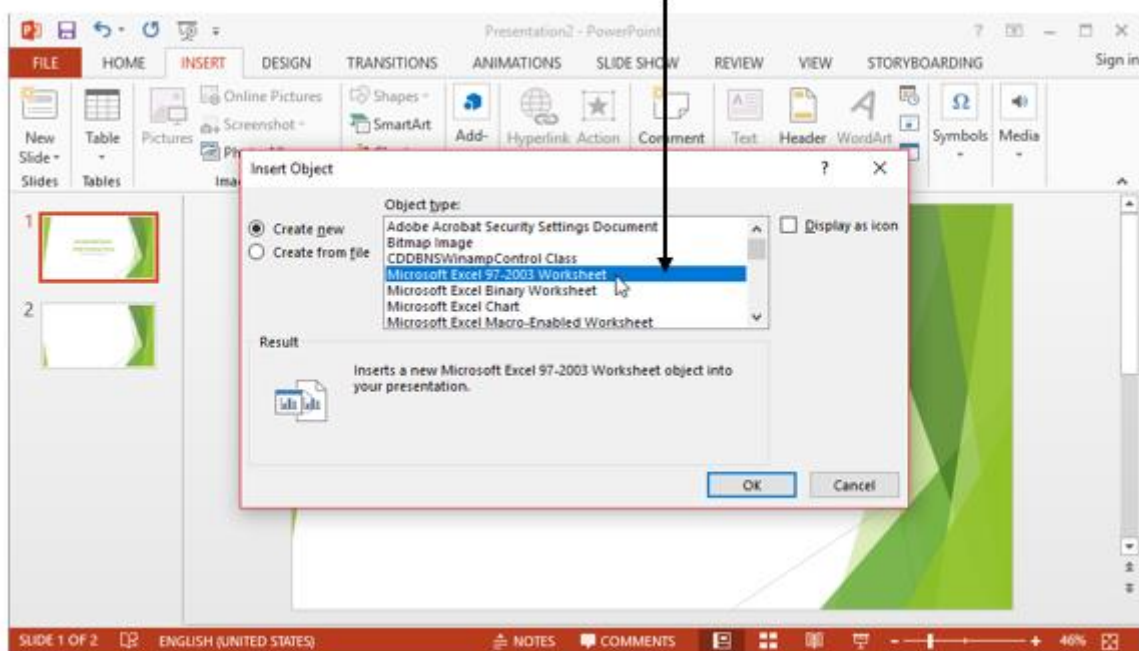 Presentation2 - PowerPoint
FILE HOME INSERT DESIGN TRANSITIONS ANIMATIONS SLIDE SHOW REVIEW VIEW STORYBOARDING Sign in
Online Pictures Shapes
Screenshot SmartArt
New Table Pictures Add- Hyperlink Action Comment Text Header WordArt Symbols Media
Slide
Slides Tables
Insert Object ?
Object type:
Create new
Create from file
Adobe Acrobat Security Settings Document
Bitmap Image
CDDBNSWinampControl Class
Microsoft Excel 97-2003 Worksheet
Microsoft Excel Binary Worksheet
Microsoft Excel Chart
Microsoft Excel Macro-Enabled Worksheet
Display as icon
Result
Inserts a new Microsoft Excel 97-2003 Worksheet object into
your presentation.
OK Cancel
1
2
SLIDE 1 OF 2 ENGLISH (UNITED STATES) NOTES COMMENTS 46%